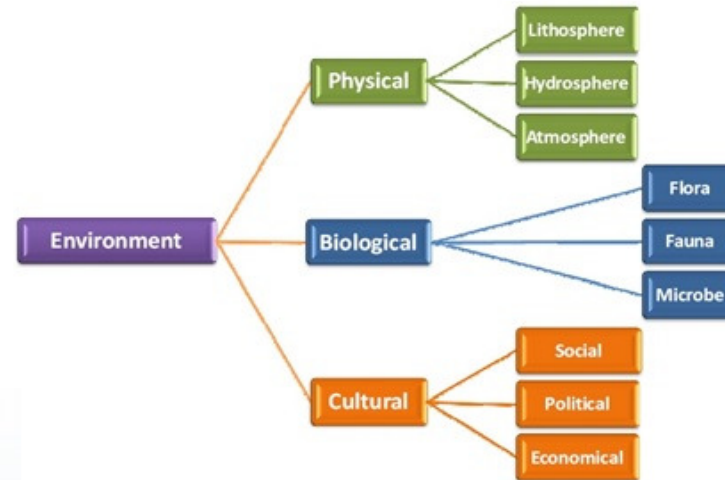 Environment
Physical
Lithosphere
Hydrosphere
Atmosphere
Biological
Flora
Fauna
Microbe
Cultural
Social
Political
Economical